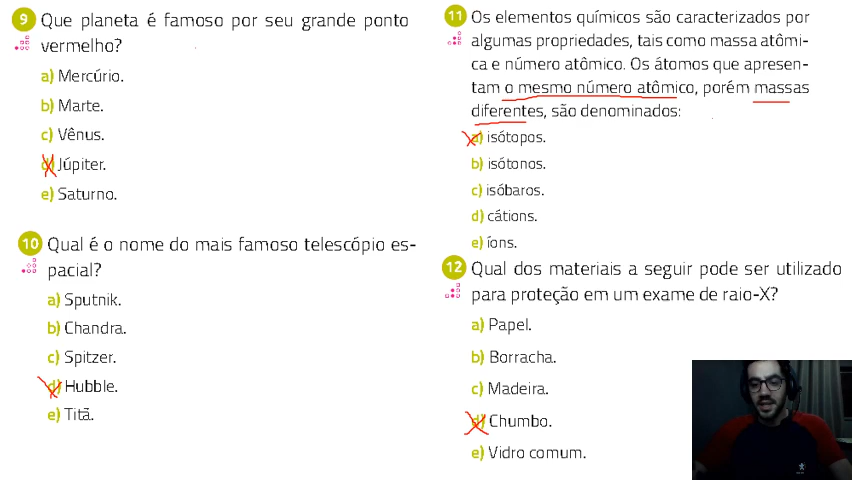 9 Que planeta é famoso por seu grande ponto
vermelho?
a) Mercúrio.
b) Marte.
c) Vênus.
d) Júpiter.
e) Saturno.
10 Qual é o nome do mais famoso telescópio es-
pacial?
a) Sputnik.
b) Chandra.
c) Spitzer.
d) Hubble.
e) Titã.
11 Os elementos químicos são caracterizados por
algumas propriedades, tais como massa atômi-
ca e número atômico. Os átomos que apresen-
tam o mesmo número atômico, porém massas
diferentes, são denominados:
a) isótopos.
b) isótonos.
c) isóbaros.
d) cátions.
e) íons.
12 Qual dos materiais a seguir pode ser utilizado
para proteção em um exame de raio-X?
a) Papel.
b) Borracha.
c) Madeira.
d) Chumbo.
e) Vidro comum.